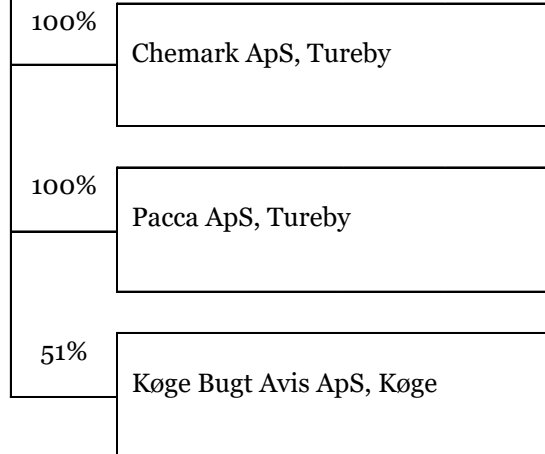 100%
Chemark ApS, Tureby
100%
Pacca ApS, Tureby
51%
Køge Bugt Avis ApS, Køge